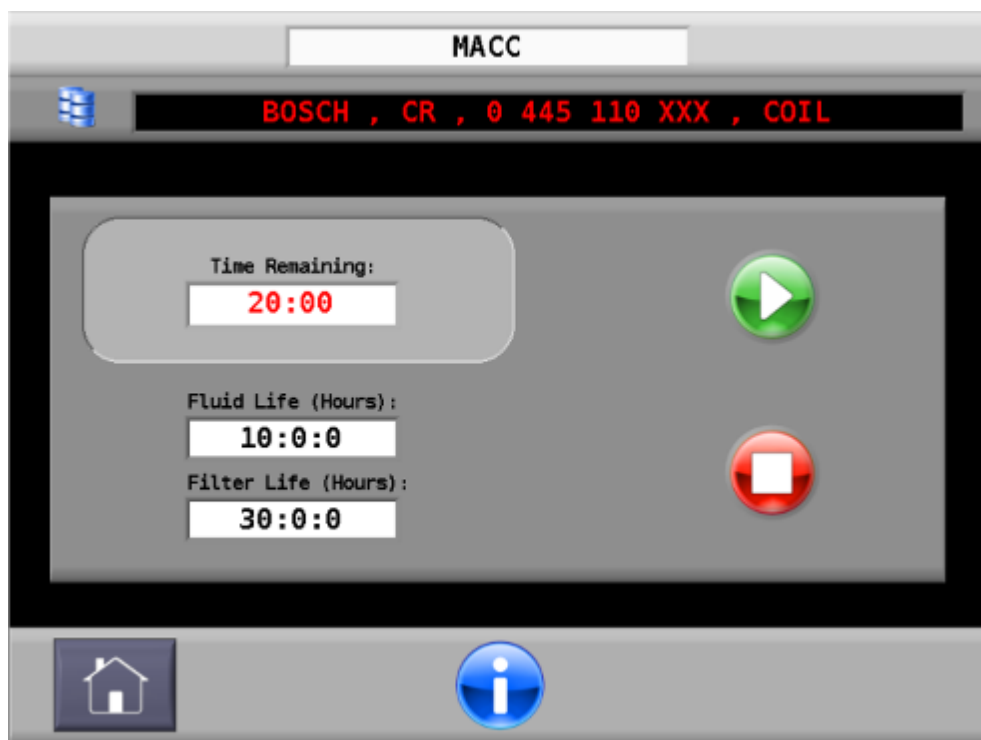 MACC
BOSCH , CR , 0 445 110 XXX , COIL
Time Remaining:
20:00
Fluid Life (Hours):
10:0:0
Filter Life (Hours):
30:0:0